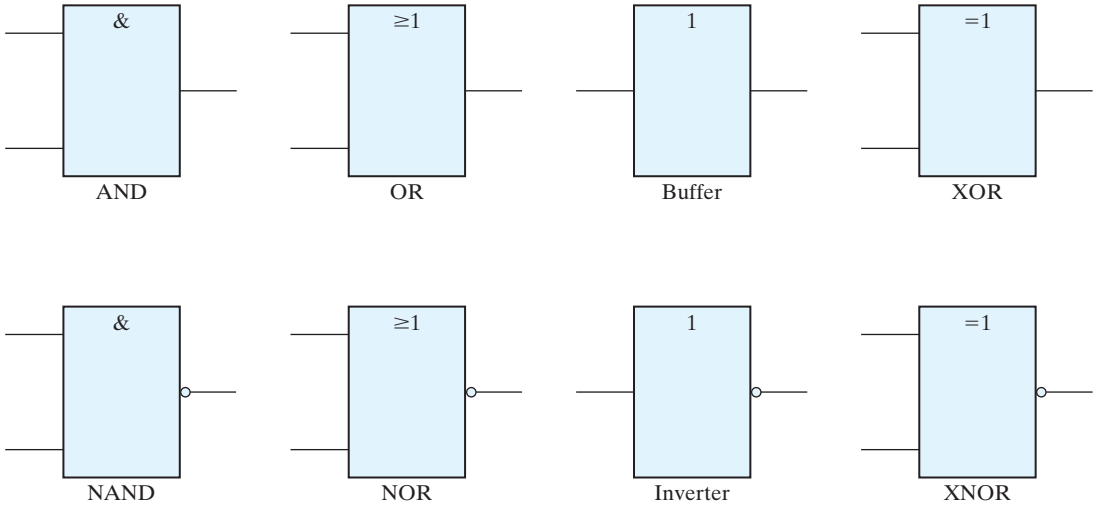 & ≥1 1 =1
AND OR Buffer XOR
& ≥1 1 =1
NAND NOR Inverter XNOR